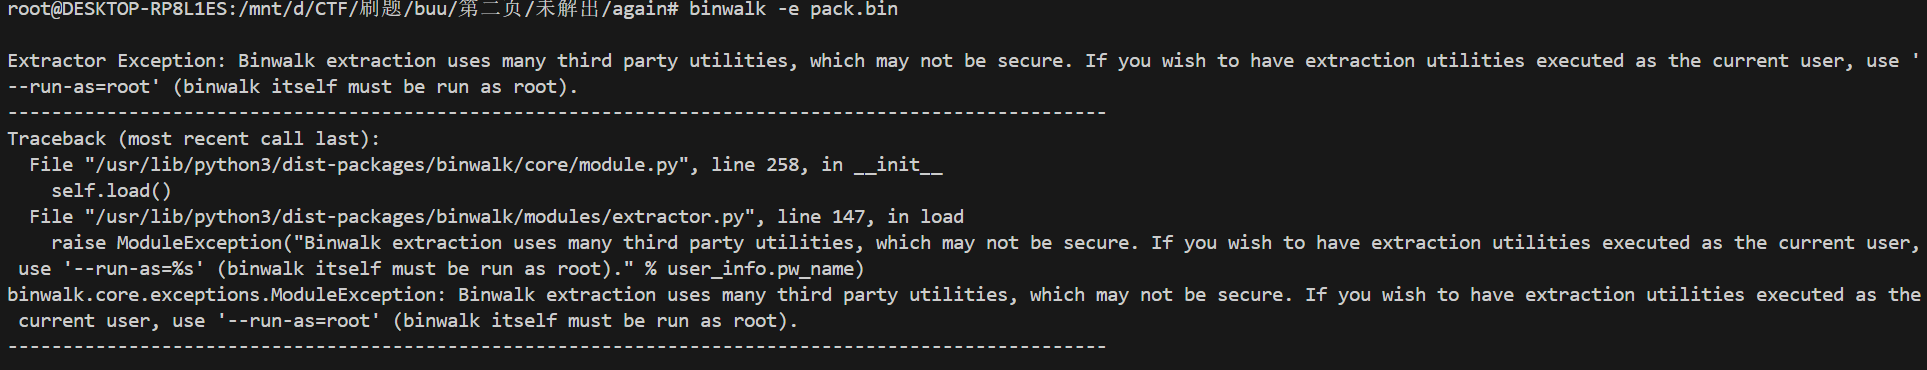 root@DESKTOP-RP8L1ES:/mnt/d/CTF/刷题/buu/第二页/未解出/again# binwalk -e pack.bin
Extractor Exception: Binwalk extraction uses many third party utilities, which may not be secure. If you wish to have extraction utilities executed as the current user, use '
--run-as=root' (binwalk itself must be run as root).
----------------------------------------------------------------------------------------------------
Traceback (most recent call last):
  File "/usr/lib/python3/dist-packages/binwalk/core/module.py", line 258, in __init__
    self.load()
  File "/usr/lib/python3/dist-packages/binwalk/modules/extractor.py", line 147, in load
    raise ModuleException("Binwalk extraction uses many third party utilities, which may not be secure. If you wish to have extraction utilities executed as the current user,
 use '--run-as=%s' (binwalk itself must be run as root)." % user_info.pw_name)
binwalk.core.exceptions.ModuleException: Binwalk extraction uses many third party utilities, which may not be secure. If you wish to have extraction utilities executed as the
 current user, use '--run-as=root' (binwalk itself must be run as root).
----------------------------------------------------------------------------------------------------